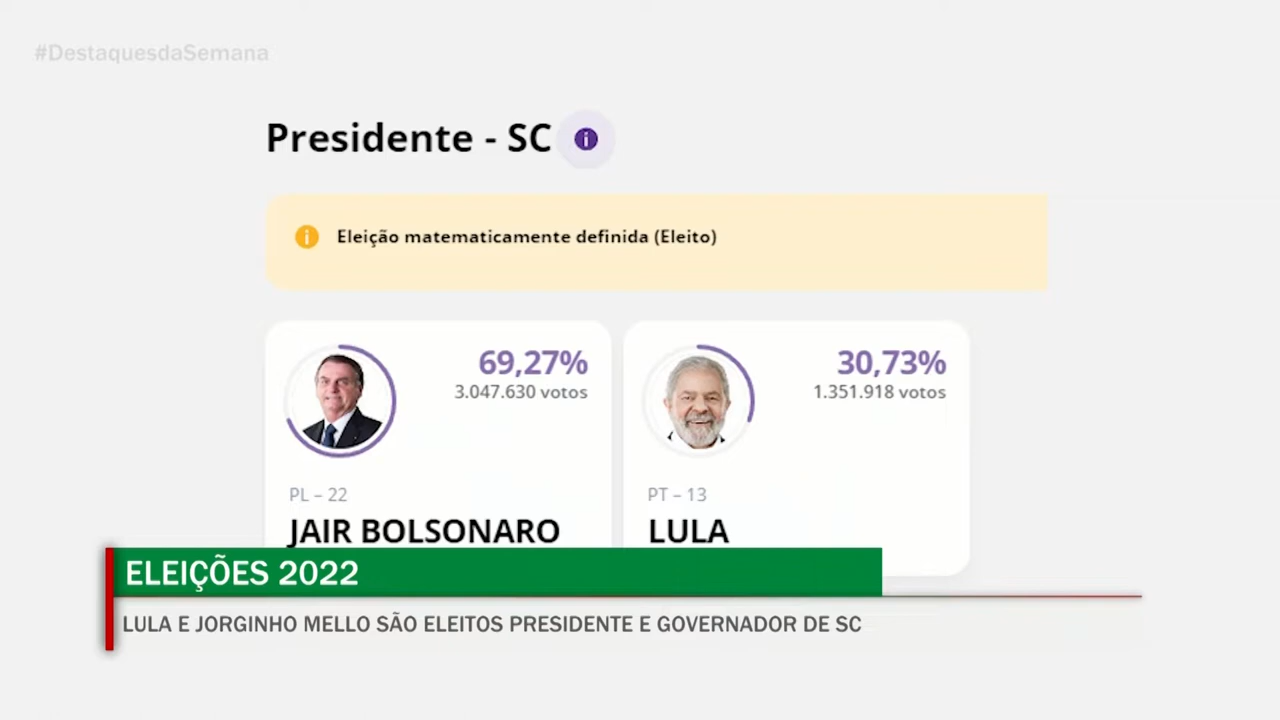 #DestaquesdaSemana
Presidente - SC
Eleição matematicamente definida (Eleito)
69,27%
3.047.630 votos
PL – 22
JAIR BOLSONARO
30,73%
1.351.918 votos
PT – 13
LULA
ELEIÇÕES 2022
LULA E JORGINHO MELLO SÃO ELEITOS PRESIDENTE E GOVERNADOR DE SC